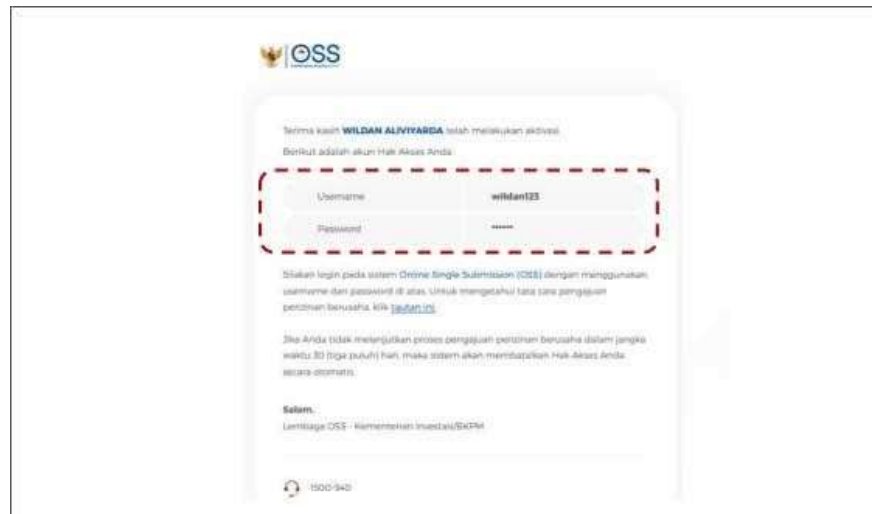 OSS
Terima kasih WILDAN ALIVIYARDA telah melakukan aktivasi.
Berikut adalah akun Hak Akses Anda
Username wildan123
Password ••••••
Silakan login pada sistem Online Single Submission (OSS) dengan menggunakan
username dan password di atas. Untuk mengetahui tata cara pengajuan
perizinan berusaha, klik tautan ini.
Jika Anda tidak melanjutkan proses pengajuan perizinan berusaha dalam jangka
waktu 30 (tiga puluh) hari, maka sistem akan membatalkan Hak Akses Anda
secara otomatis.
Salam,
Lembaga OSS - Kementerian Investasi/BKPM
1500-940